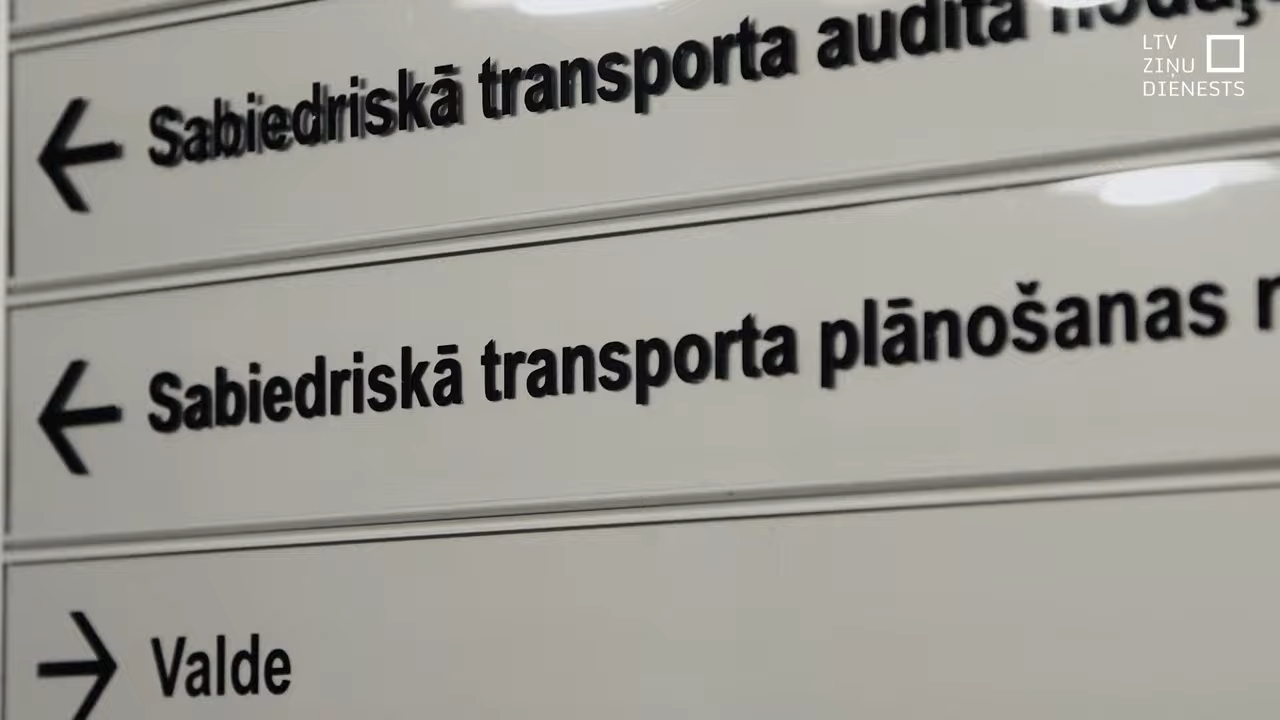 ← Sabiedriskā transporta audita
← Sabiedriskā transporta plānošanas
→ Valde
LTV
ZIŅU
DIENESTS